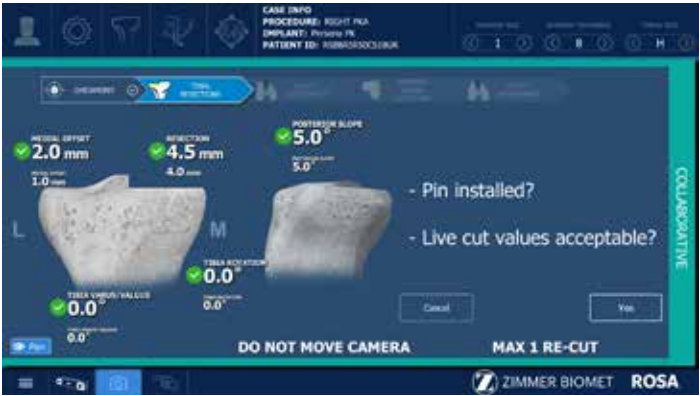 CASE INFO
PROCEDURE: RIGHT PKA
IMPLANT: Persona PK
PATIENT ID:
1
8
H
CHECKPOINT
TIBIA RESECTIONS
MEDIAL OFFSET
2.0 mm
1.0 mm
RESECTION
4.5 mm
4.0 mm
POSTERIOR SLOPE
5.0°
5.0°
L
M
- Pin installed?
- Live cut values acceptable?
TIBIA ROTATION
0.0°
0.0°
TIBIA VARUS/VALGUS
0.0°
0.0°
Cancel
Yes
COLLABORATIVE
Pan
DO NOT MOVE CAMERA
MAX 1 RE-CUT
ZIMMER BIOMET
ROSA